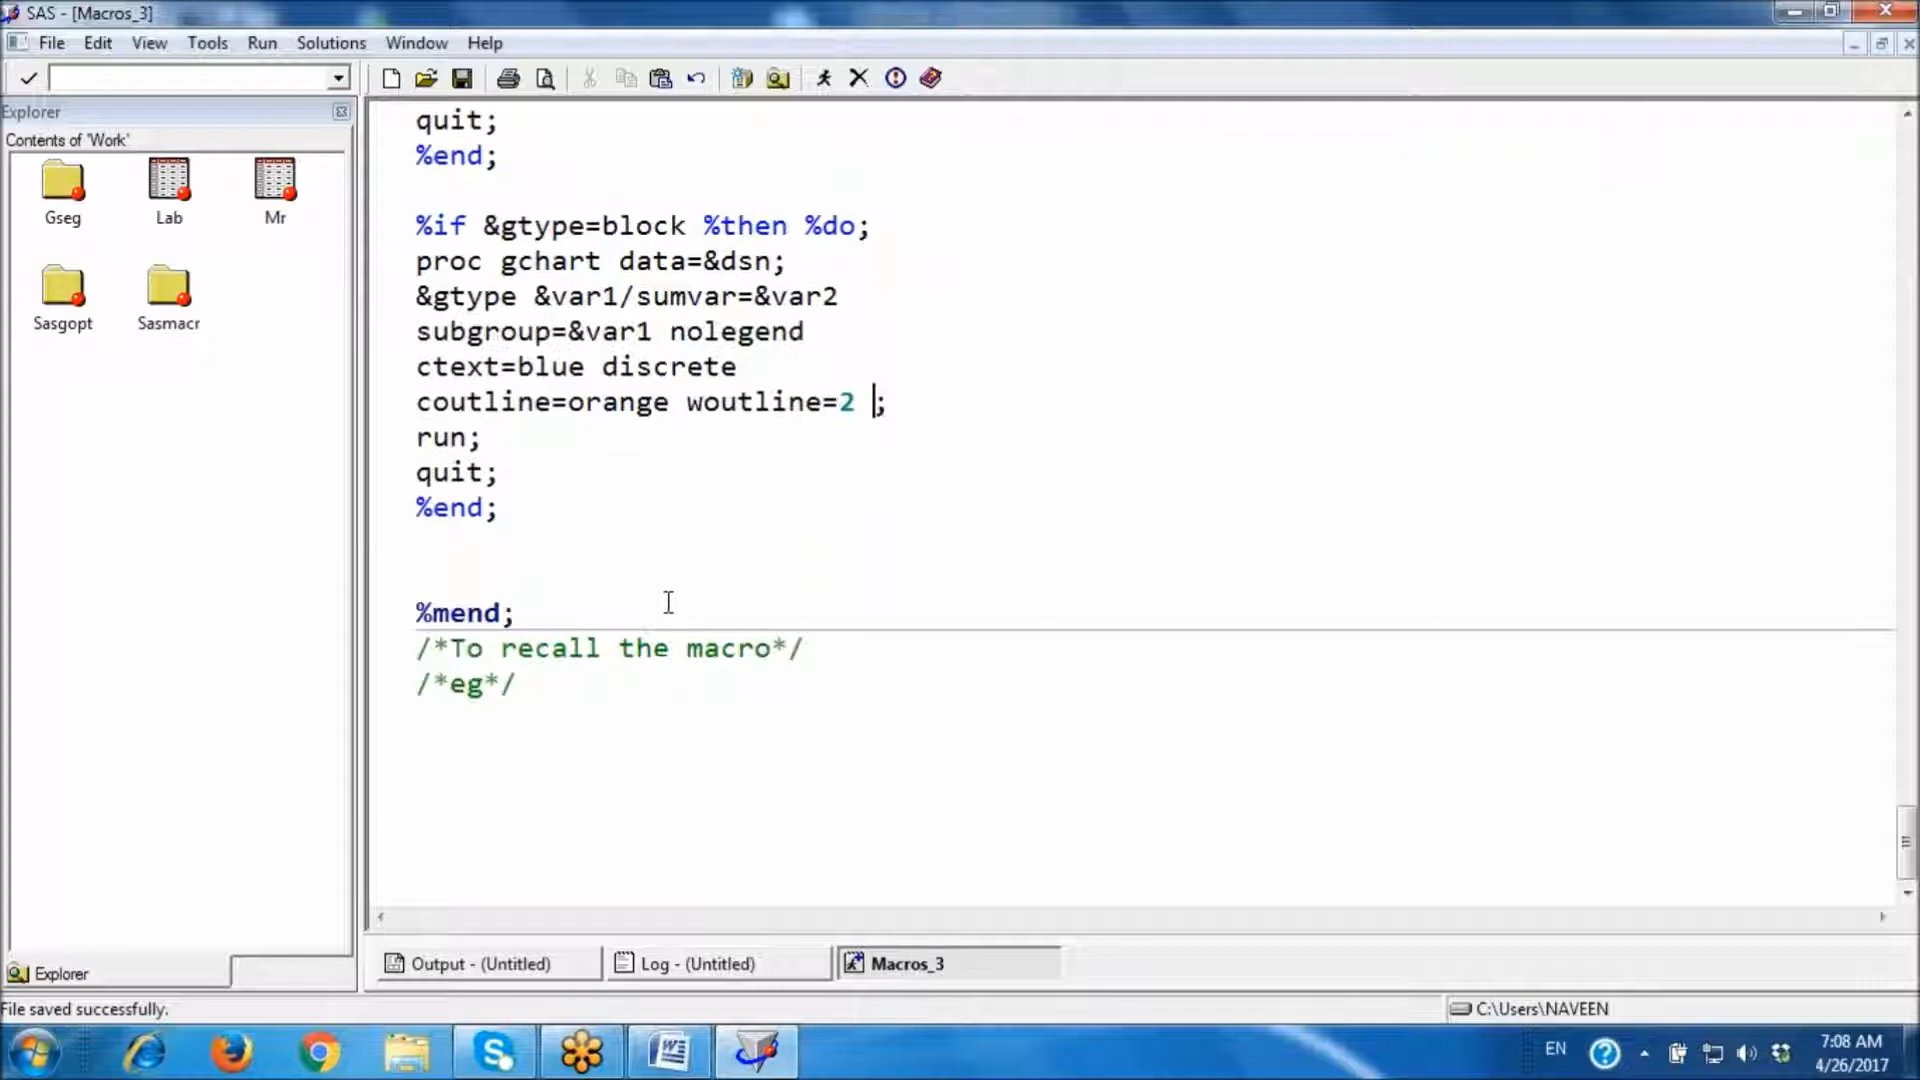 SAS - [Macros_3]
File Edit View Tools Run Solutions Window Help
Explorer
Contents of 'Work'
Gseg Lab Mr
Sasgopt Sasmacr
quit;
%end;
%if &gtype=block %then %do;
proc gchart data=&dsn;
&gtype &var1/sumvar=&var2
subgroup=&var1 nolegend
ctext=blue discrete
coutline=orange woutline=2 ;
run;
quit;
%end;
%mend;
/*To recall the macro*/
/*eg*/
Explorer
Output - (Untitled) Log - (Untitled) Macros_3
File saved successfully.
C:\Users\NAVEEN
EN
7:08 AM
4/26/2017